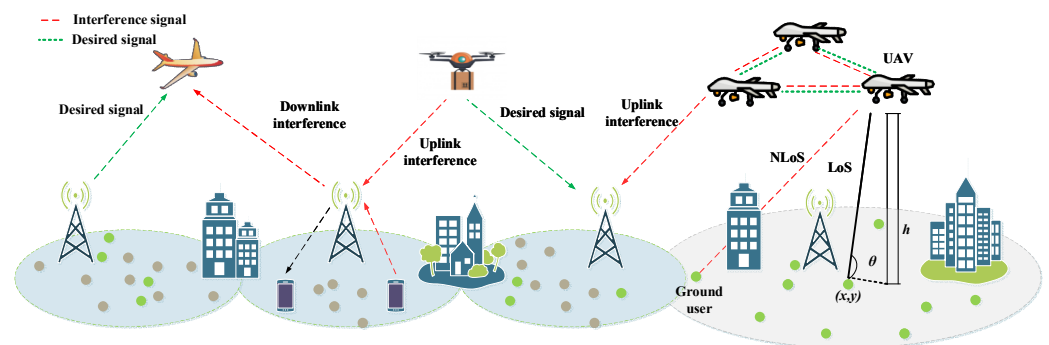 Interference signal
Desired signal
UAV
Desired signal
Downlink
interference
Desired signal
Uplink
interference
Uplink
interference
NLoS
LoS
h
θ
Ground
user
(x,y)